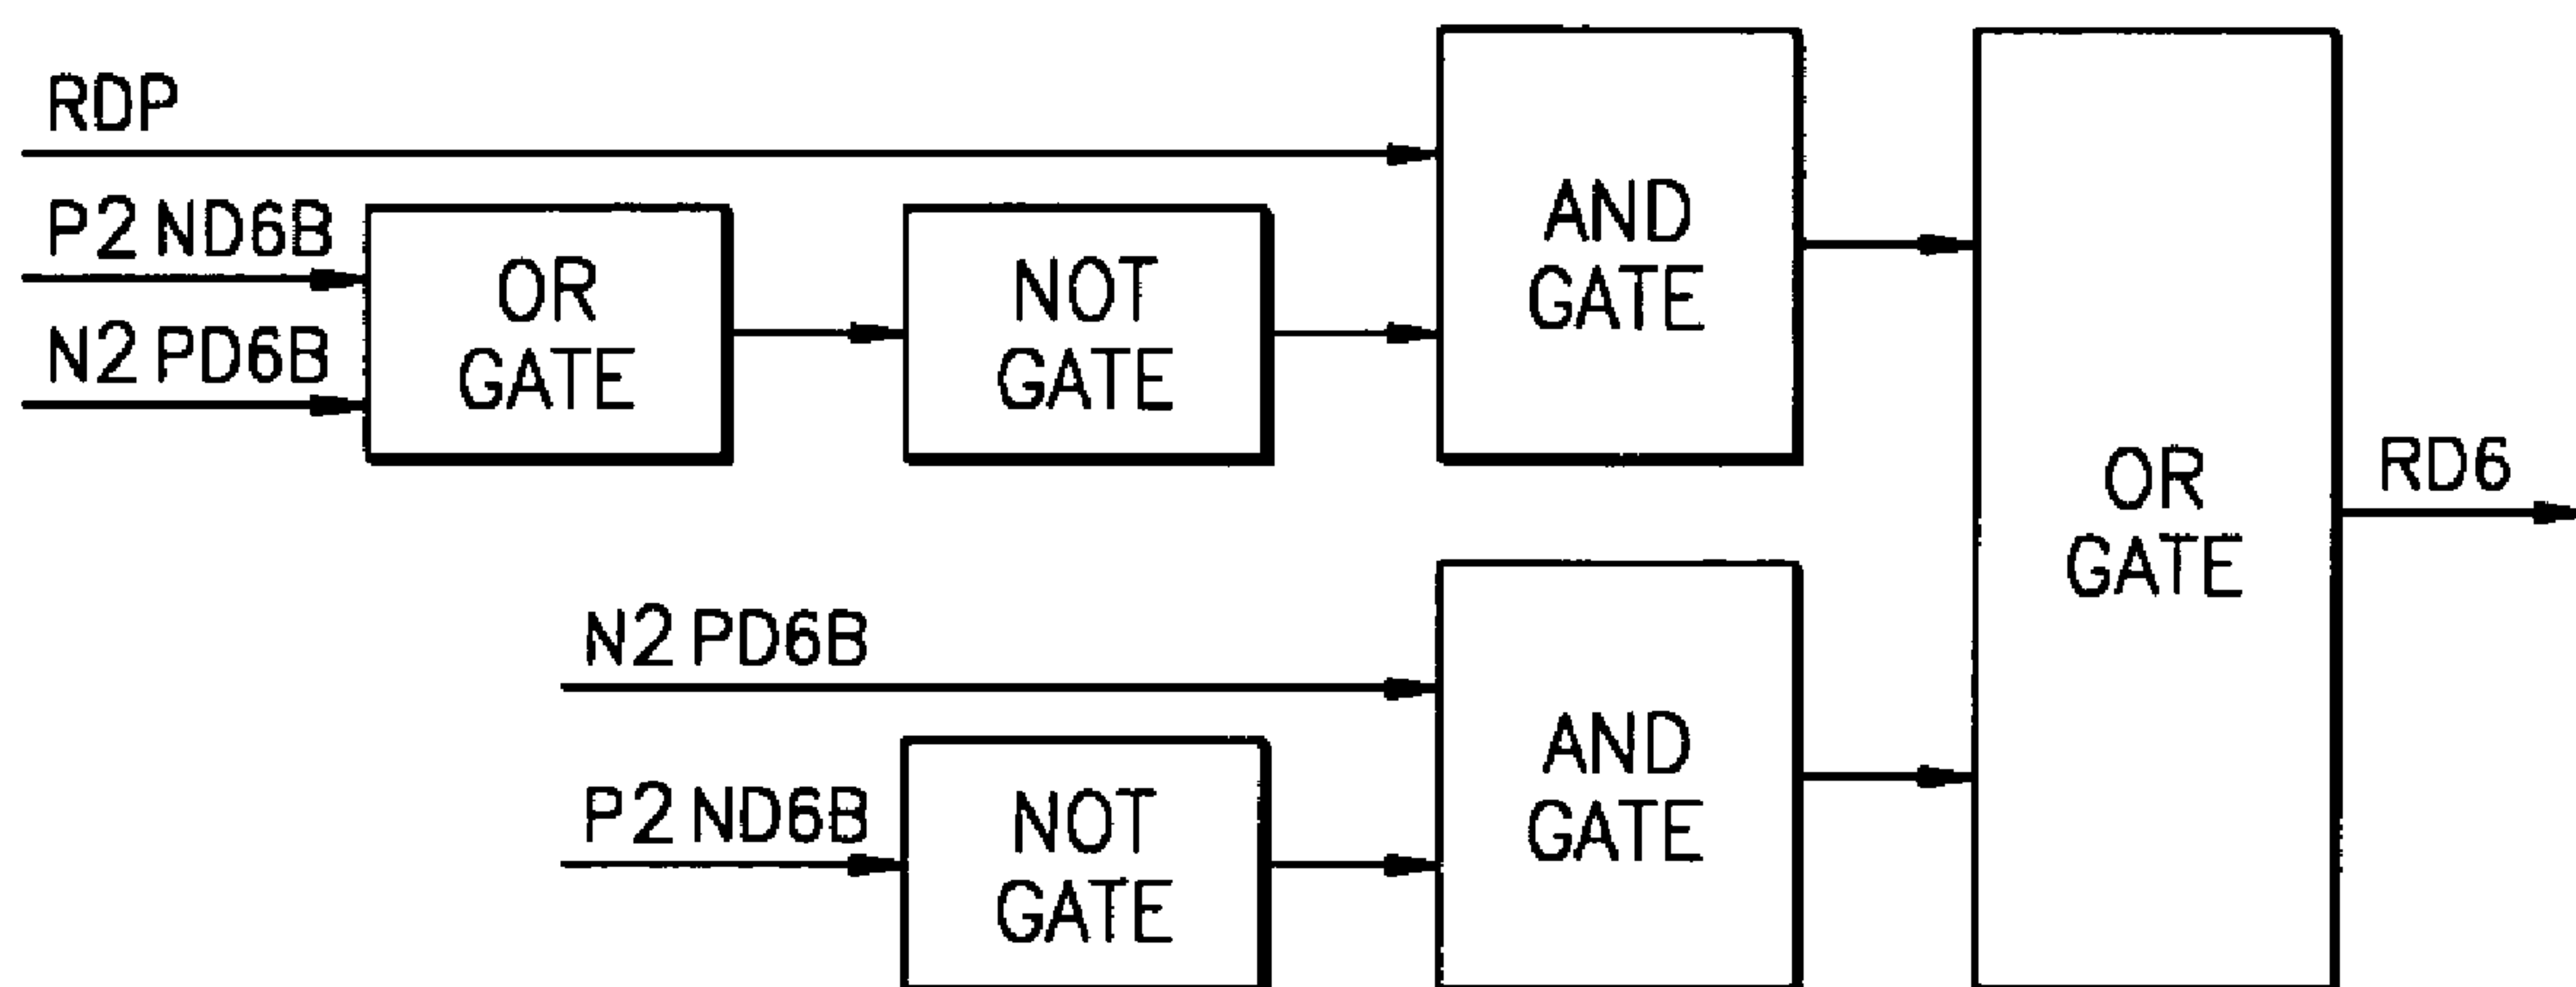 RDP
P2 ND6B
N2 PD6B
OR
GATE
NOT
GATE
AND
GATE
N2 PD6B
P2 ND6B
NOT
GATE
AND
GATE
OR
GATE
RD6